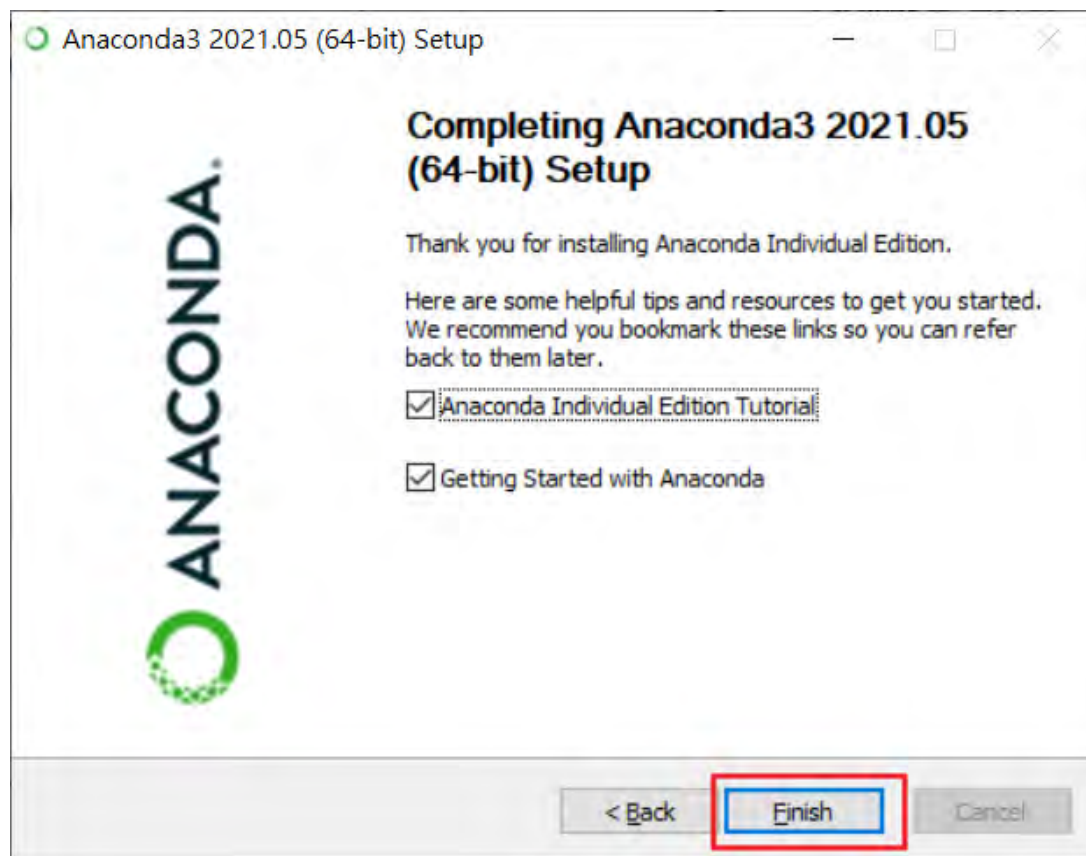 Anaconda3 2021.05 (64-bit) Setup
Completing Anaconda3 2021.05
(64-bit) Setup
Thank you for installing Anaconda Individual Edition.
Here are some helpful tips and resources to get you started.
We recommend you bookmark these links so you can refer
back to them later.
Anaconda Individual Edition Tutorial
Getting Started with Anaconda
ANACONDA.
< Back
Finish
Cancel